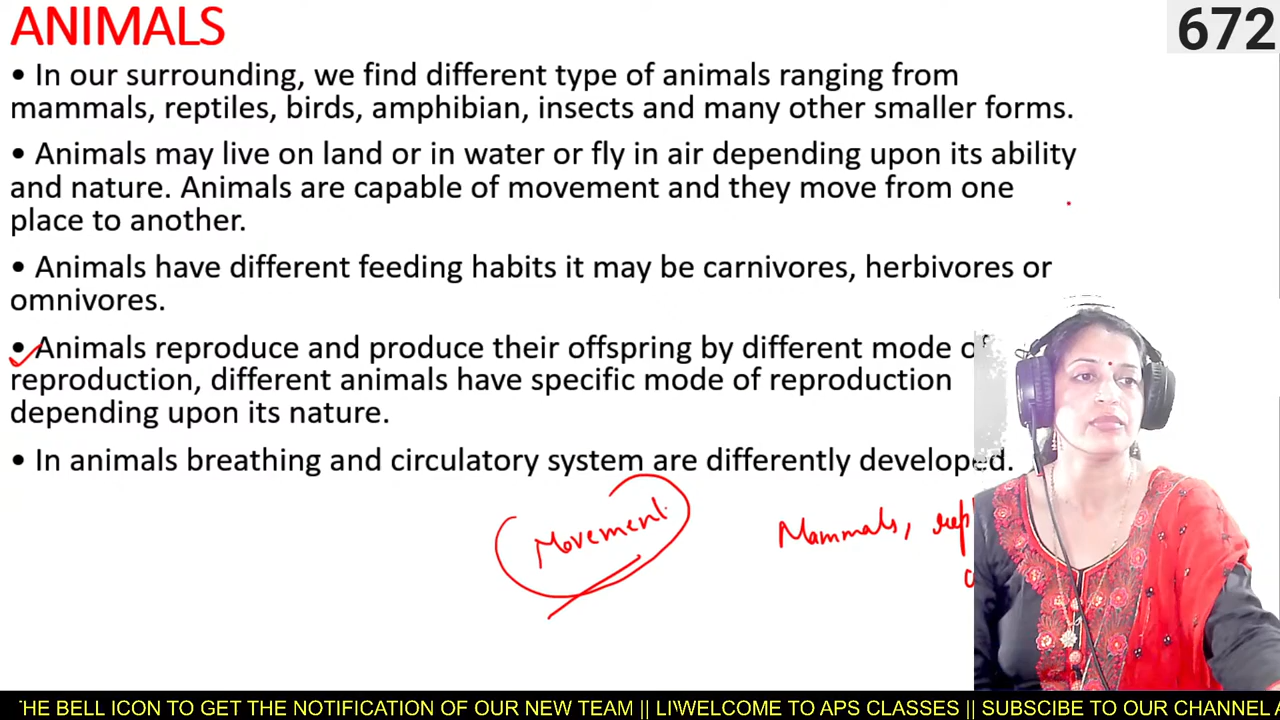 ANIMALS
672
• In our surrounding, we find different type of animals ranging from
mammals, reptiles, birds, amphibian, insects and many other smaller forms.
• Animals may live on land or in water or fly in air depending upon its ability
and nature. Animals are capable of movement and they move from one
place to another.
• Animals have different feeding habits it may be carnivores, herbivores or
omnivores.
• Animals reproduce and produce their offspring by different mode of
reproduction, different animals have specific mode of reproduction
depending upon its nature.
• In animals breathing and circulatory system are differently developed.
Movement
Mammals, rep
HE BELL ICON TO GET THE NOTIFICATION OF OUR NEW TEAM || LI\WELCOME TO APS CLASSES || SUBSCIBE TO OUR CHANNEL